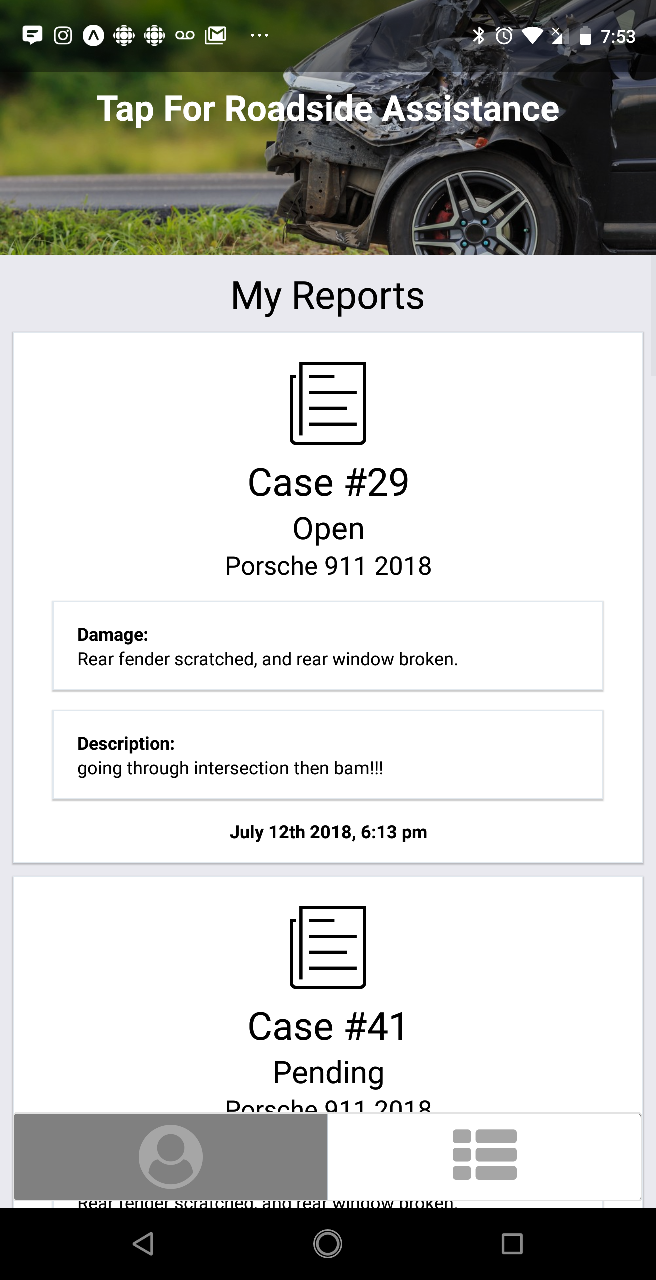 7:53
Tap For Roadside Assistance
My Reports
Case #29
Open
Porsche 911 2018
Damage:
Rear fender scratched, and rear window broken.
Description:
going through intersection then bam!!!
July 12th 2018, 6:13 pm
Case #41
Pending
Porsche 911 2018
Rear fender scratched, and rear window broken.